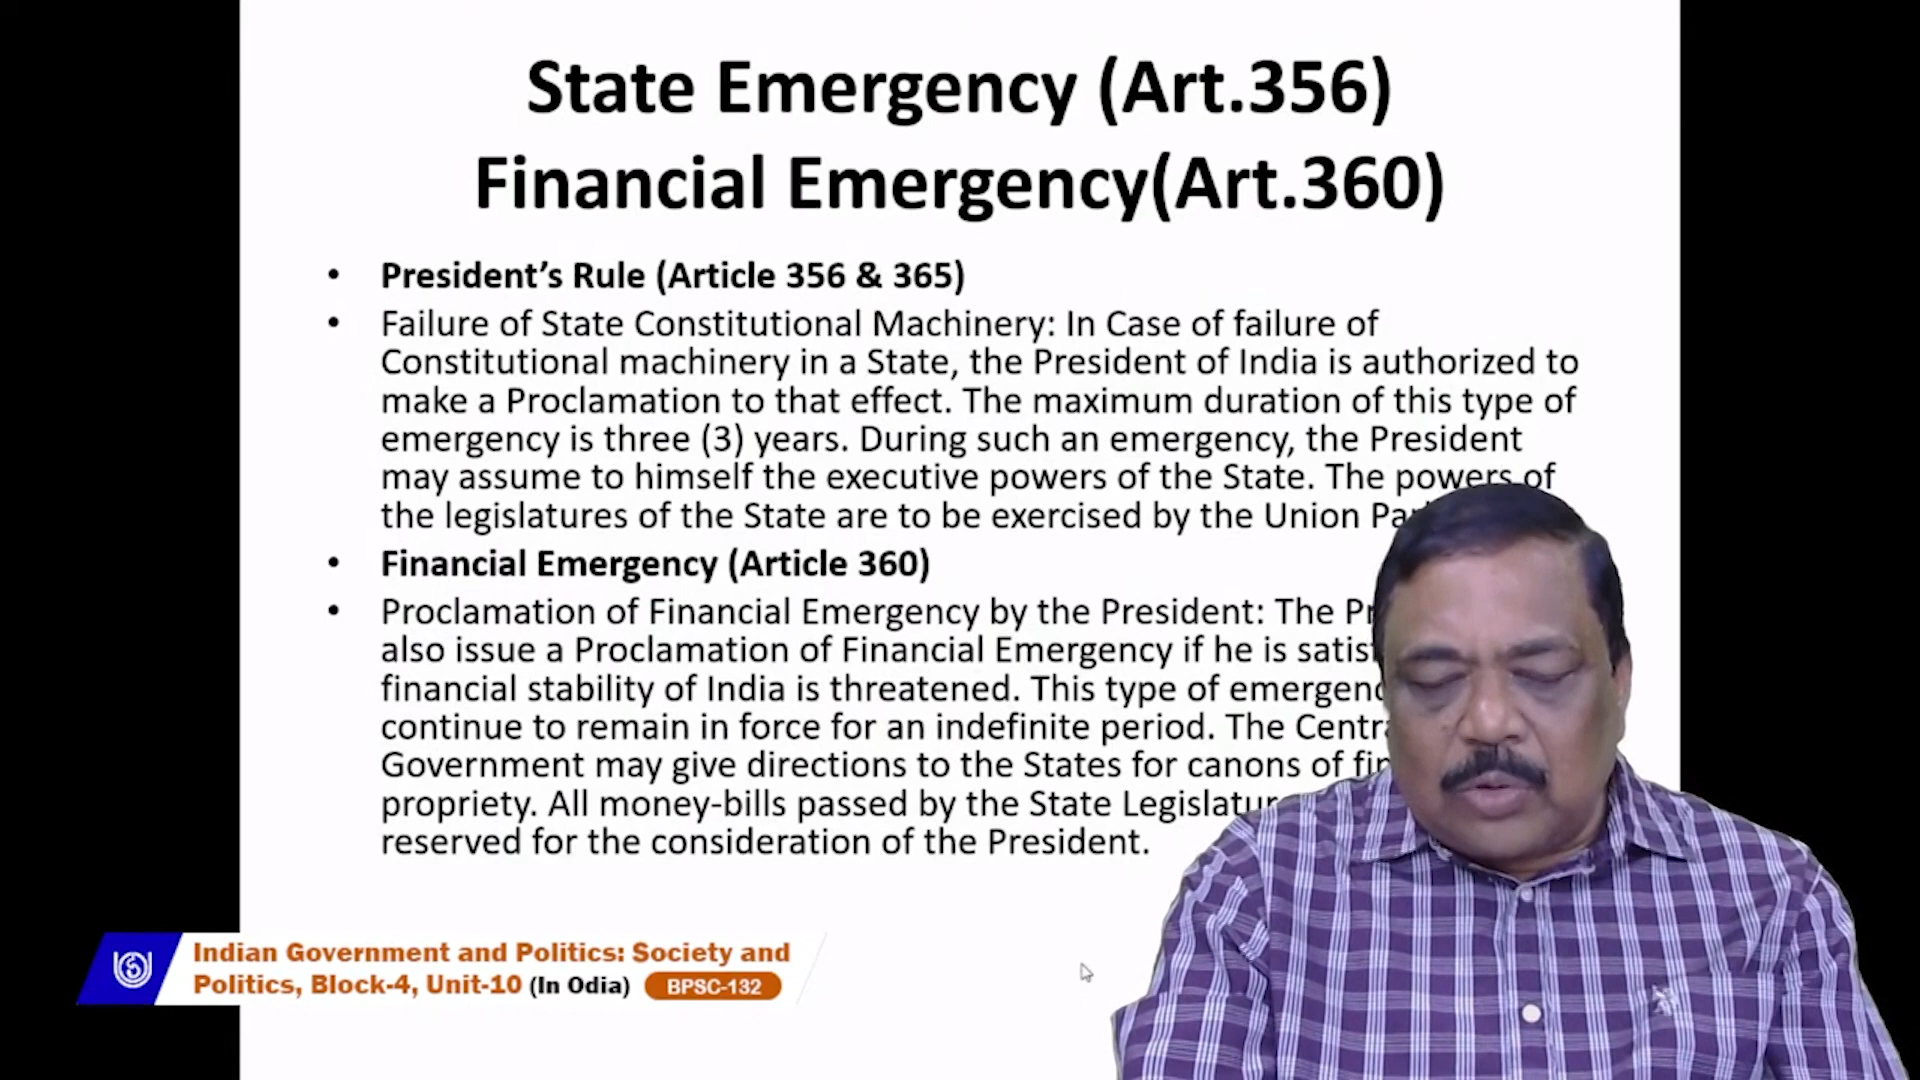 State Emergency (Art.356)
Financial Emergency(Art.360)
• President’s Rule (Article 356 & 365)
• Failure of State Constitutional Machinery: In Case of failure of
Constitutional machinery in a State, the President of India is authorized to
make a Proclamation to that effect. The maximum duration of this type of
emergency is three (3) years. During such an emergency, the President
may assume to himself the executive powers of the State. The powers of
the legislatures of the State are to be exercised by the Union
• Financial Emergency (Article 360)
• Proclamation of Financial Emergency by the President: The
also issue a Proclamation of Financial Emergency if he is
financial stability of India is threatened. This type of
continue to remain in force for an indefinite period. The
Government may give directions to the States for canons of
propriety. All money-bills passed by the State
reserved for the consideration of the President.
Indian Government and Politics: Society and
Politics, Block-4, Unit-10 (In Odia) BPSC-132